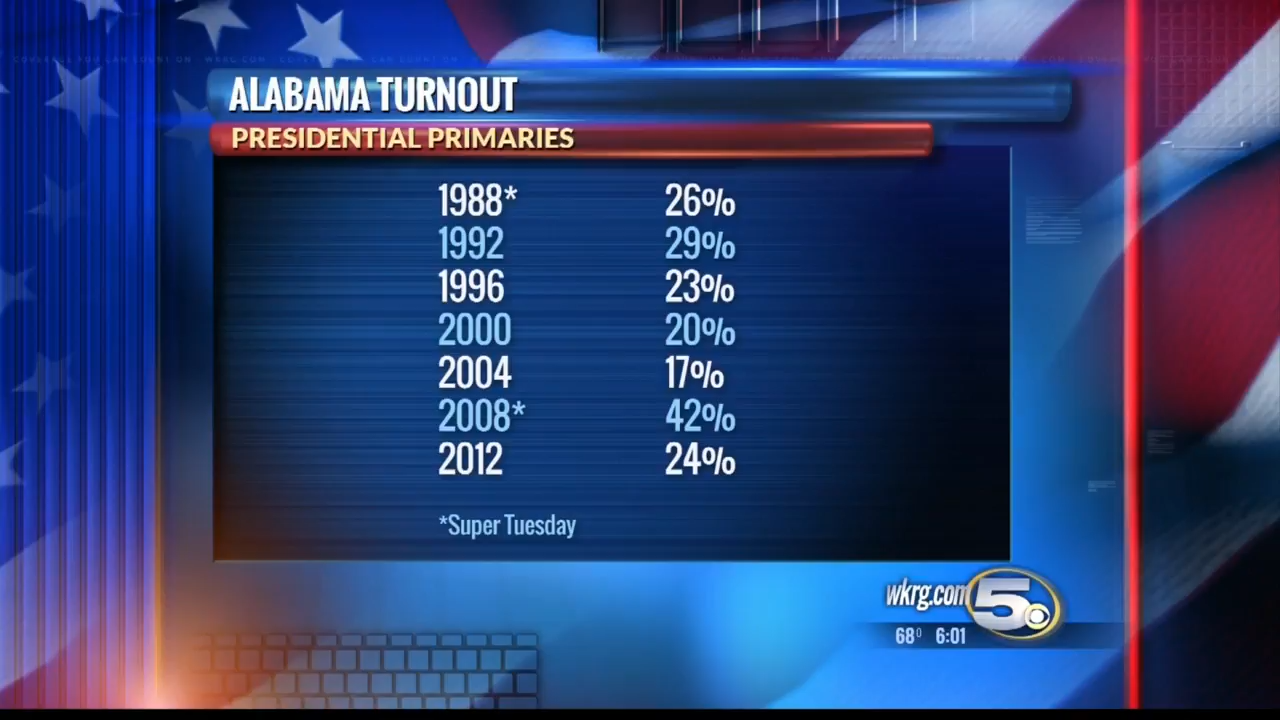 ALABAMA TURNOUT
PRESIDENTIAL PRIMARIES
1988* 26%
1992 29%
1996 23%
2000 20%
2004 17%
2008* 42%
2012 24%
*Super Tuesday
wkrg.com 5
68° 6:01